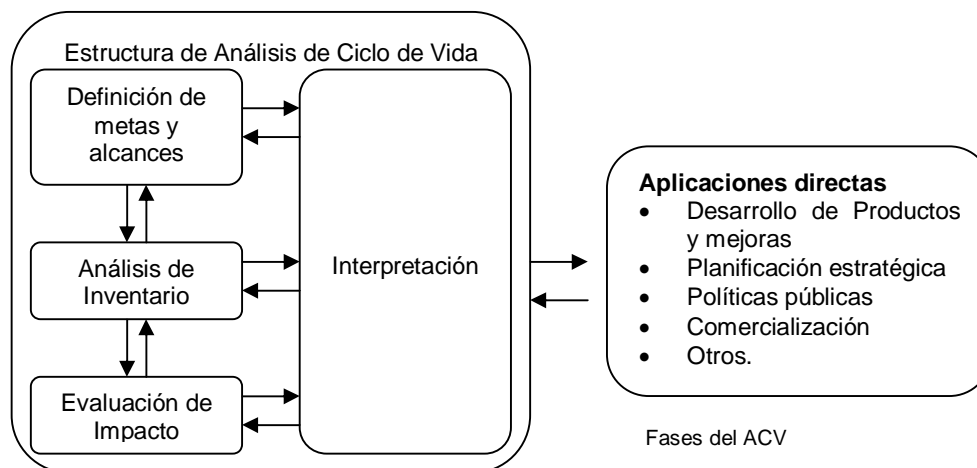 Estructura de Análisis de Ciclo de Vida
Definición de
metas y
alcances
Análisis de
Inventario
Evaluación de
Impacto
Interpretación
Aplicaciones directas
• Desarrollo de Productos
y mejoras
• Planificación estratégica
• Políticas públicas
• Comercialización
• Otros.
Fases del ACV